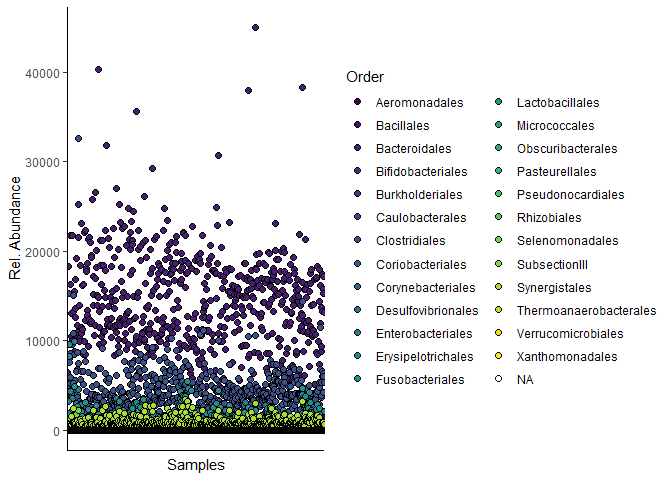 40000
30000
20000
10000
0
Rel. Abundance
Samples
Order
Aeromonadales
Bacillales
Bacteroidales
Bifidobacteriales
Burkholderiales
Caulobacterales
Clostridiales
Coriobacteriales
Corynebacteriales
Desulfovibrionales
Enterobacteriales
Erysipelotrichales
Fusobacteriales
Lactobacillales
Micrococcales
Obscuribacterales
Pasteurellales
Pseudonocardiales
Rhizobiales
Selenomonadales
SubsectionIII
Synergistales
Thermoanaerobacterales
Verrucomicrobiales
Xanthomonadales
NA